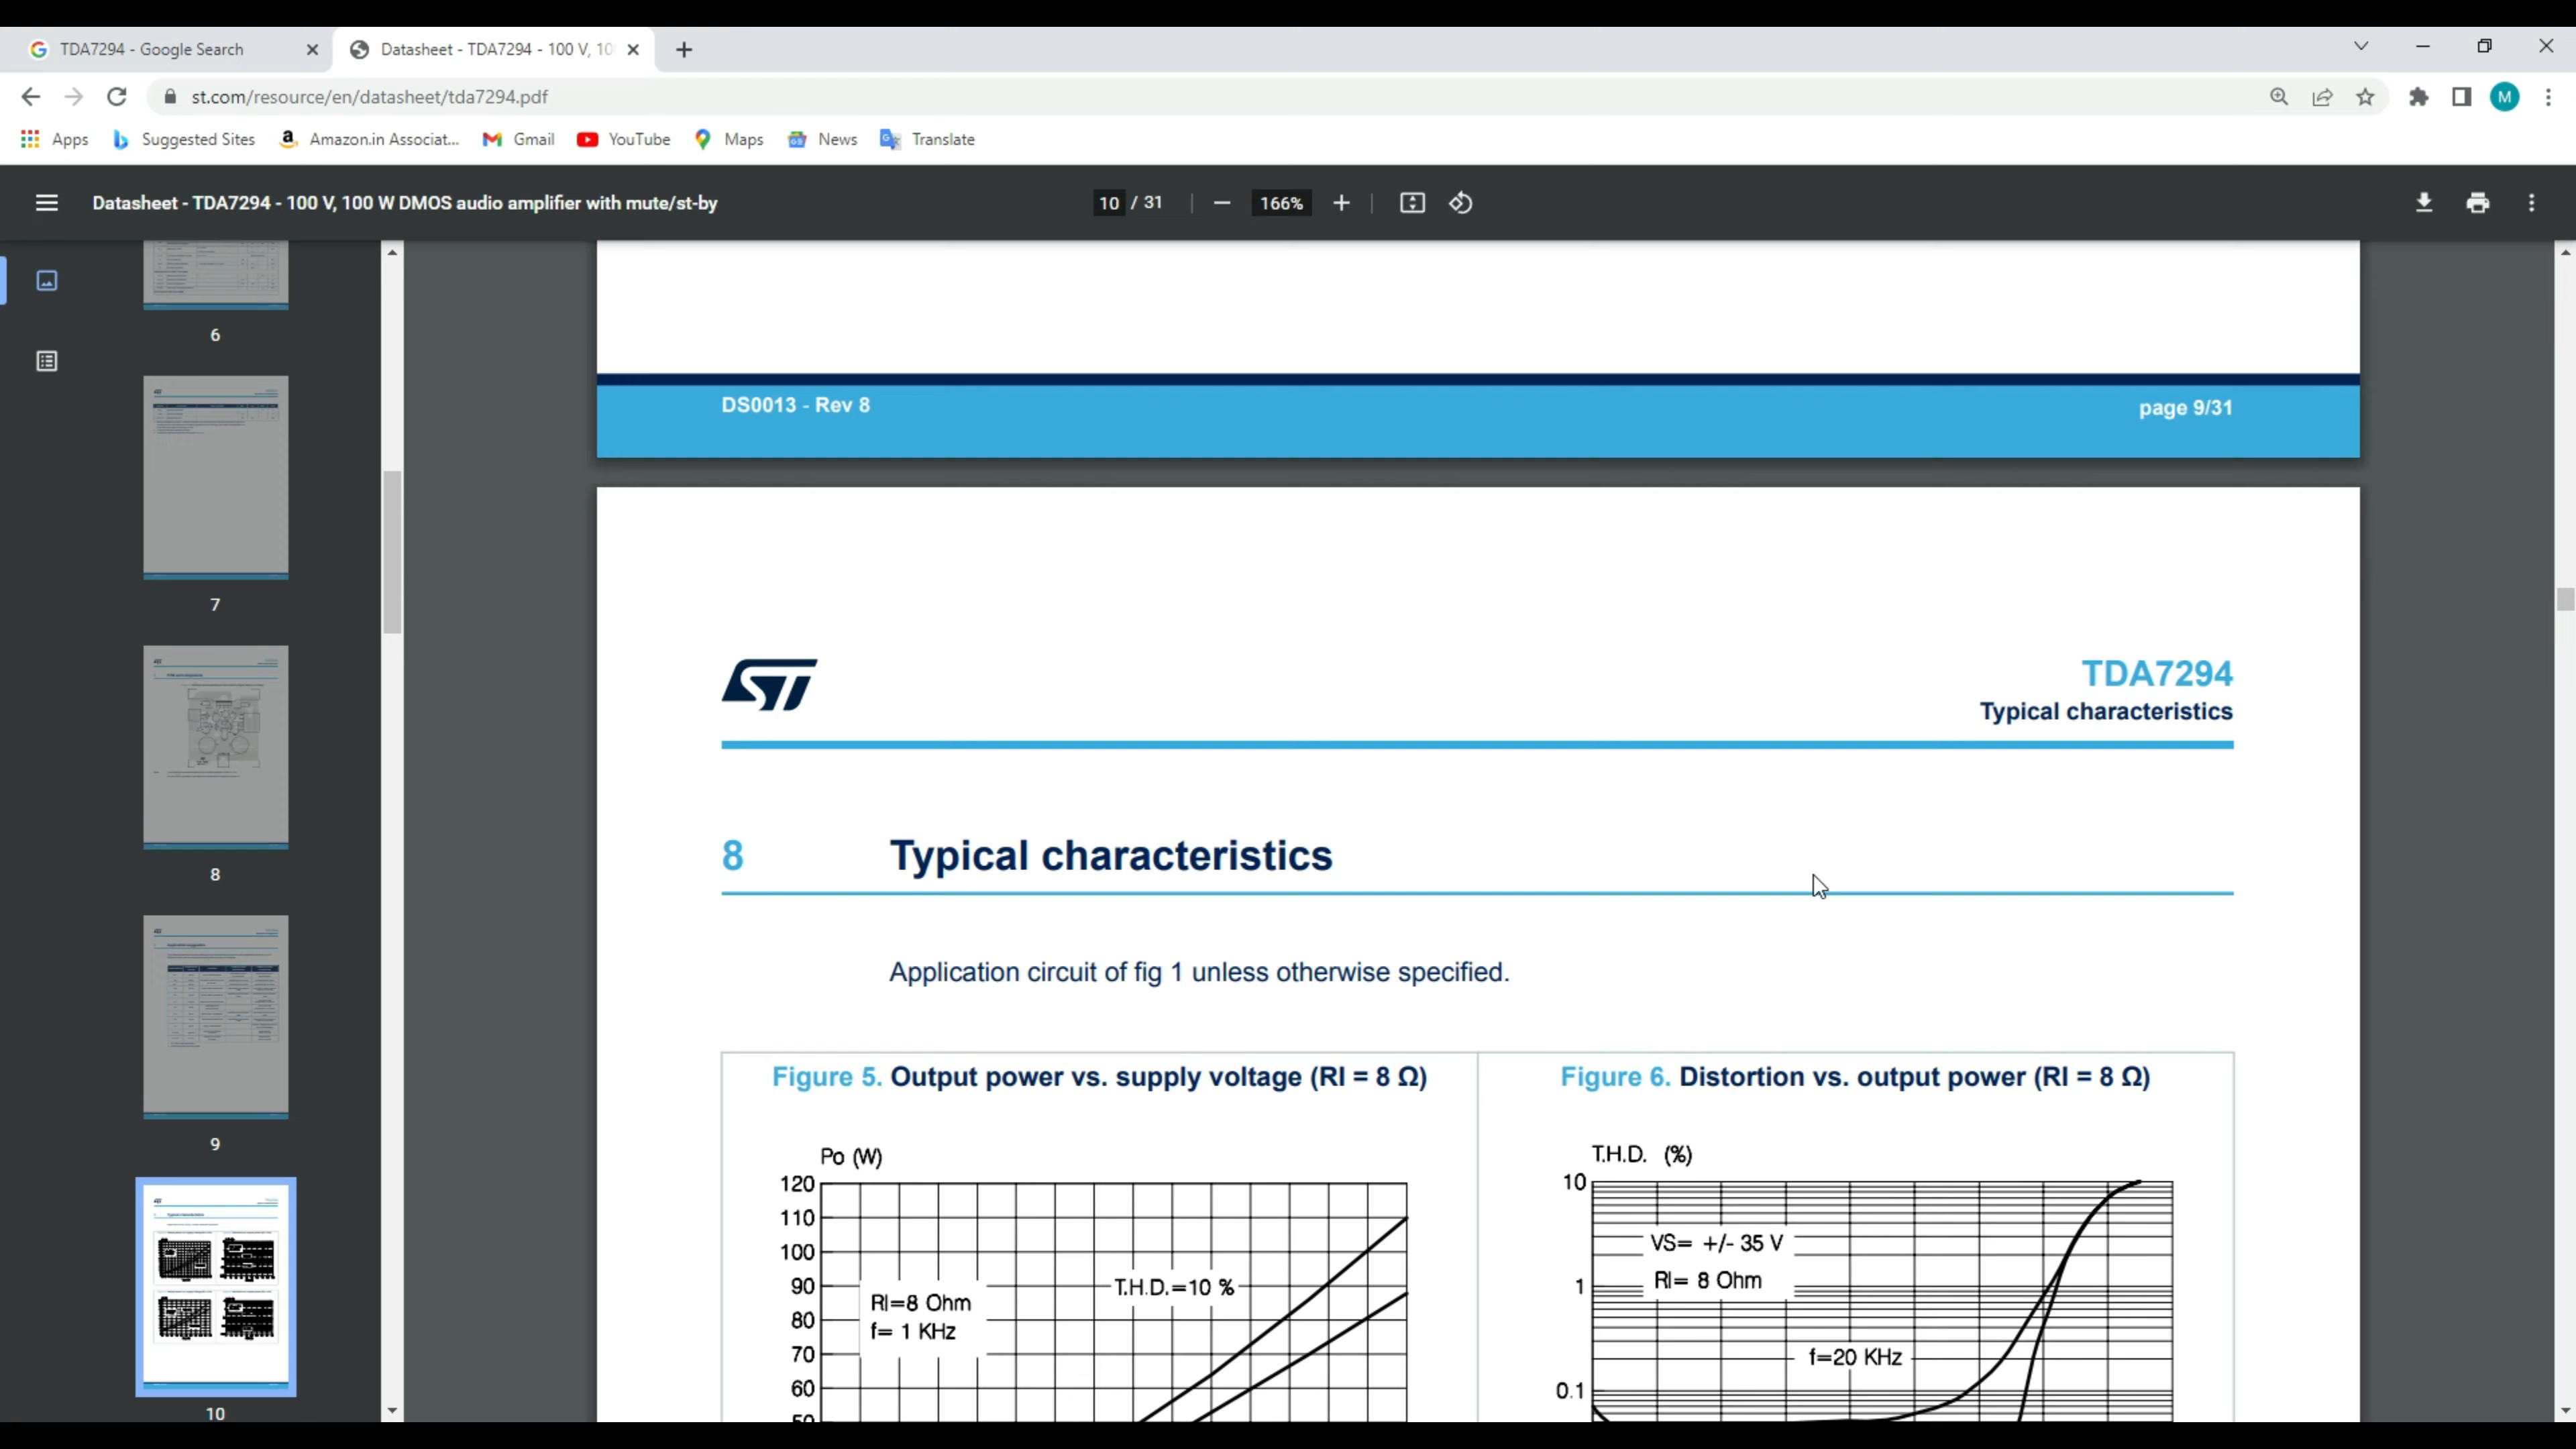 TDA7294 - Google Search
Datasheet - TDA7294 - 100 V, 10
st.com/resource/en/datasheet/tda7294.pdf
M
Apps
Suggested Sites
Amazon.in Associat...
Gmail
YouTube
Maps
News
Translate
Datasheet - TDA7294 - 100 V, 100 W DMOS audio amplifier with mute/st-by
10 / 31
166%
6
7
8
9
10
DS0013 - Rev 8
page 9/31
ST
TDA7294
Typical characteristics
8 Typical characteristics
Application circuit of fig 1 unless otherwise specified.
Figure 5. Output power vs. supply voltage (RI = 8 Ω)
Po (W)
120
110
100
90
80
70
60
50
T.H.D.=10 %
Rl=8 Ohm
f= 1 KHz
Figure 6. Distortion vs. output power (RI = 8 Ω)
T.H.D. (%)
10
1
0.1
VS= +/- 35 V
Rl= 8 Ohm
f=20 KHz